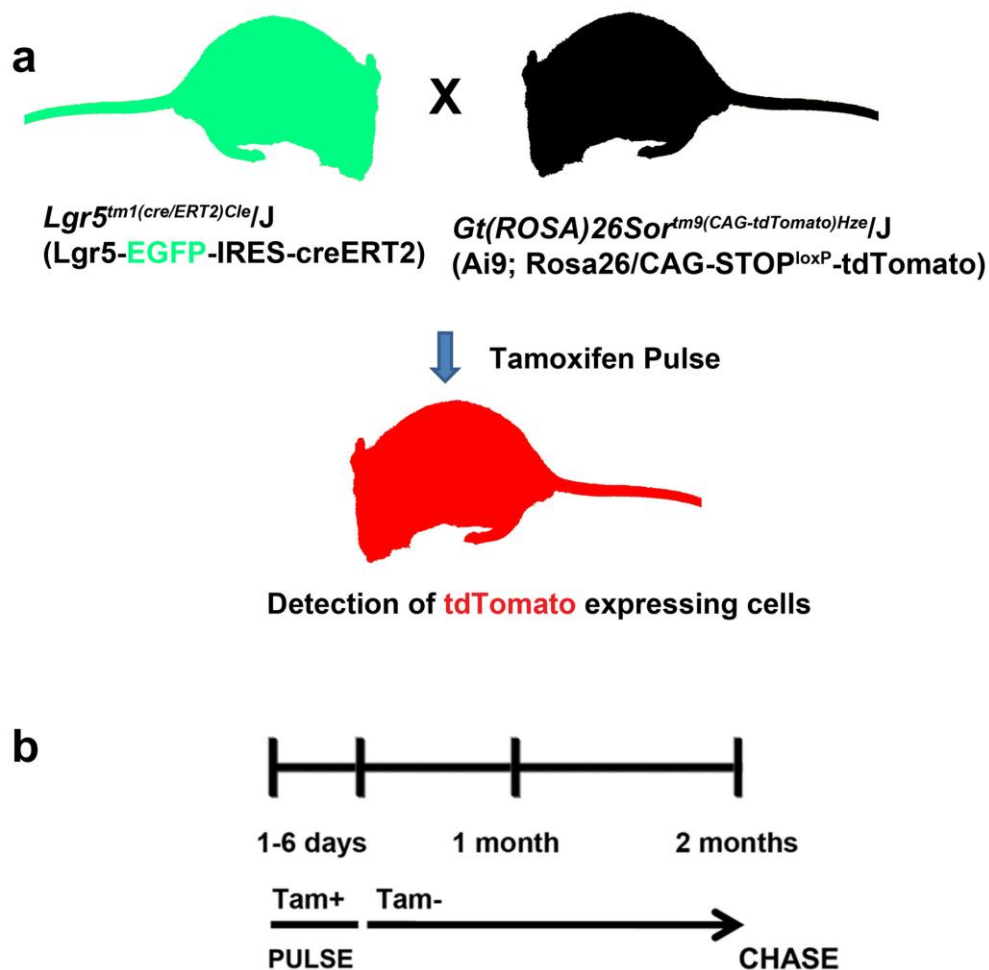 a
X
Lgr5tm1(cre/ERT2)Cle/J
(Lgr5-EGFP-IRES-creERT2)
Gt(ROSA)26Sortm9(CAG-tdTomato)Hze/J
(Ai9; Rosa26/CAG-STOPloxP-tdTomato)
Tamoxifen Pulse
Detection of tdTomato expressing cells
b
1-6 days 1 month 2 months
Tam+ Tam-
PULSE CHASE